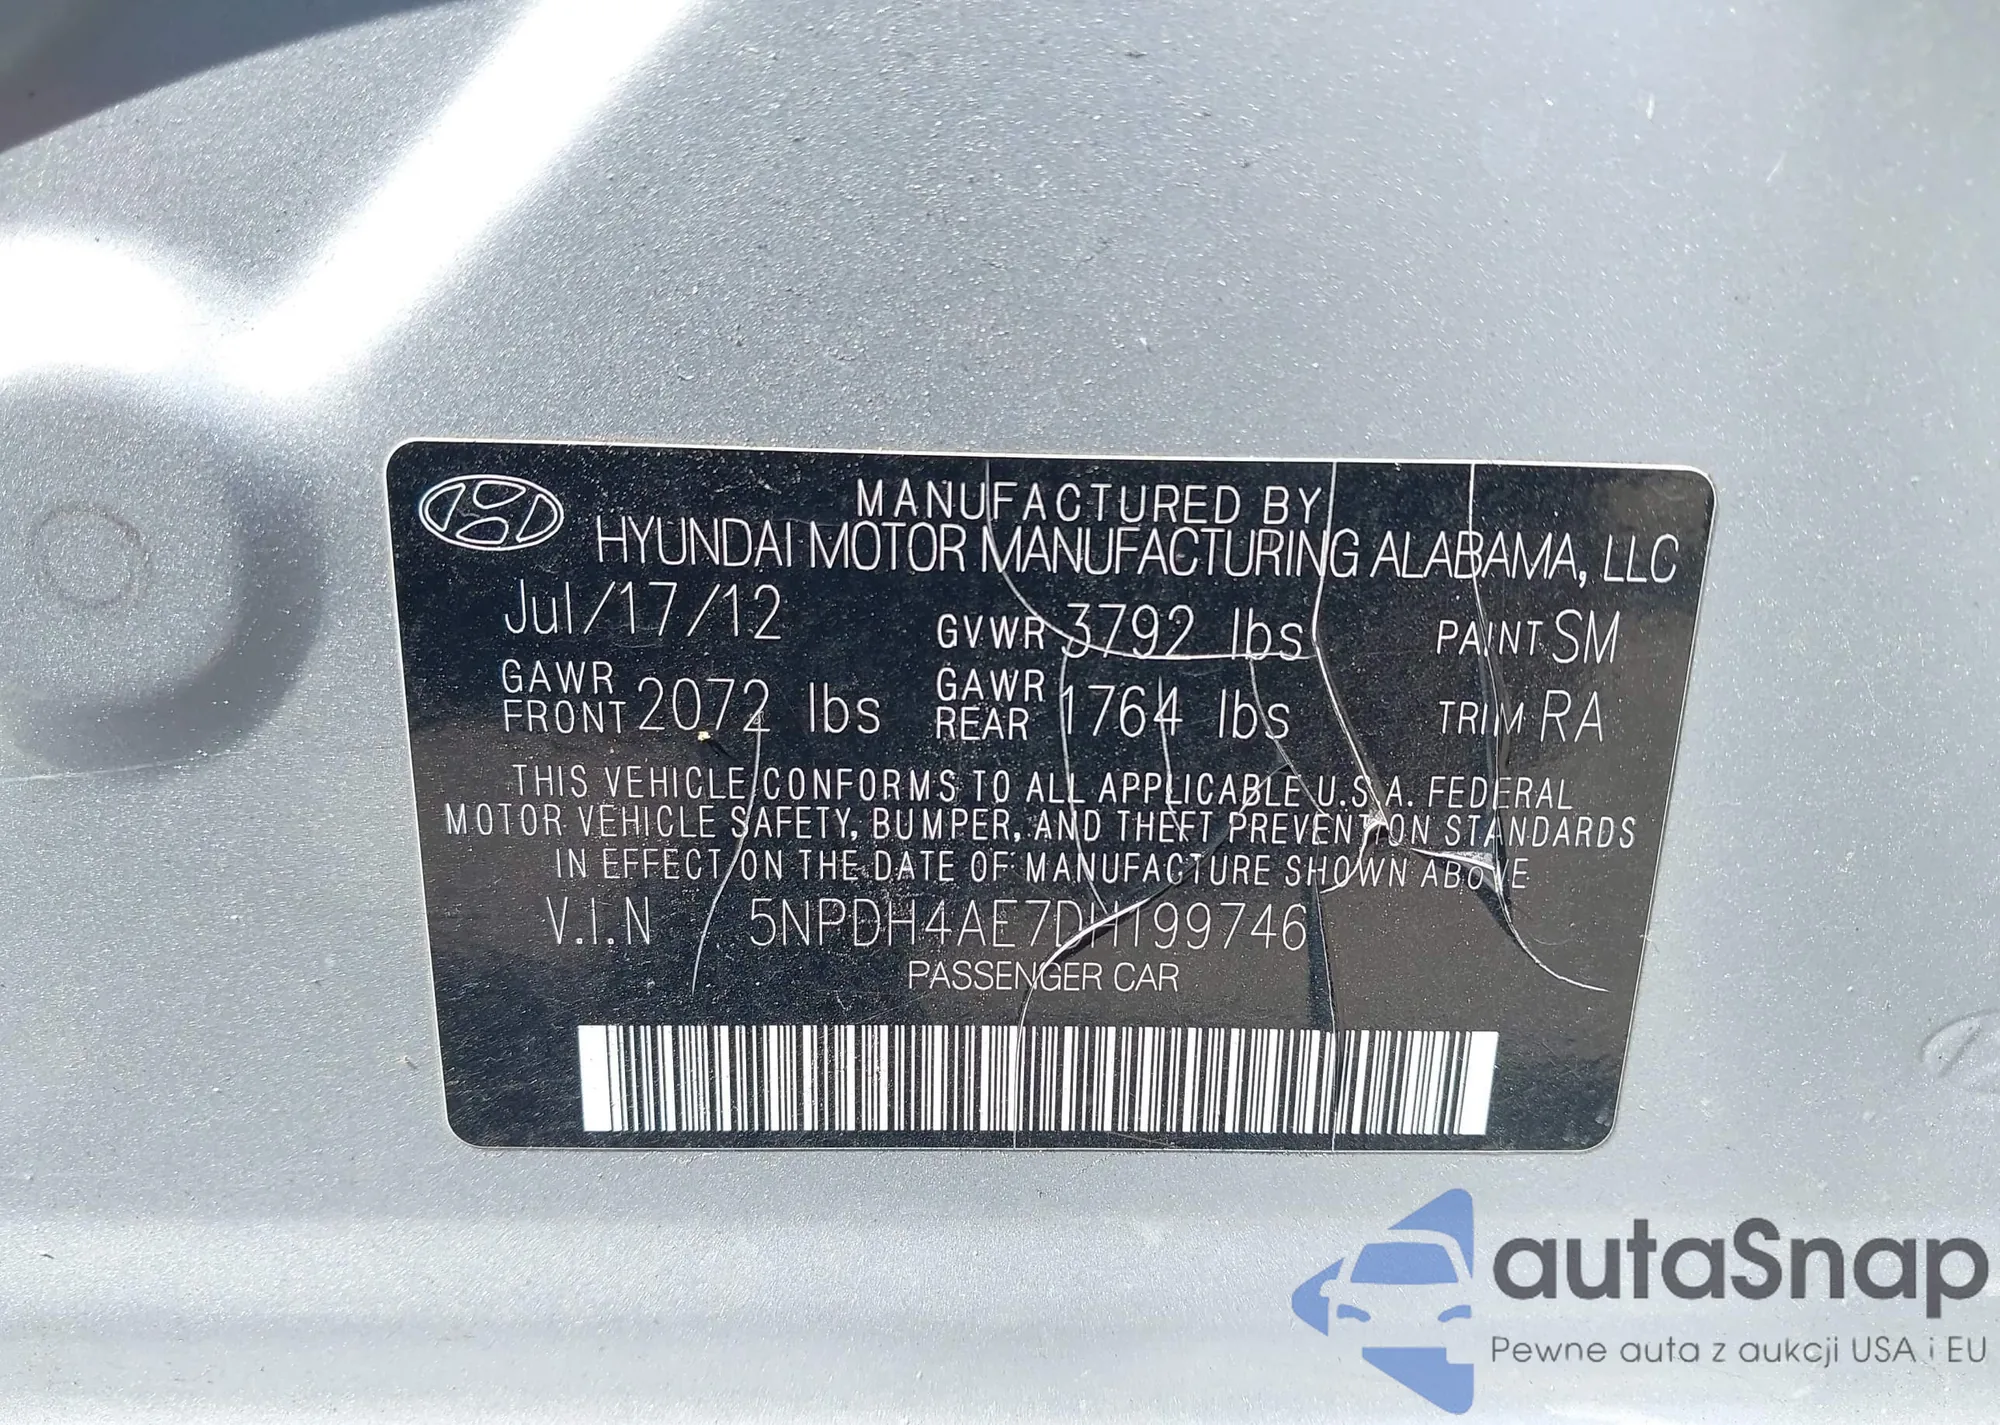 MANUFACTURED BY
HYUNDAI MOTOR MANUFACTURING ALABAMA, LLC
Jul/17/12 GVWR 3792 lbs PAINT SM
GAWR FRONT 2072 lbs GAWR REAR 1764 lbs TRIM RA
THIS VEHICLE CONFORMS TO ALL APPLICABLE U.S.A. FEDERAL
MOTOR VEHICLE SAFETY, BUMPER, AND THEFT PREVENTION STANDARDS
IN EFFECT ON THE DATE OF MANUFACTURE SHOWN ABOVE
V.I.N 5NPDH4AE7DH199746
PASSENGER CAR
autaSnap
Pewne auta z aukcji USA i EU